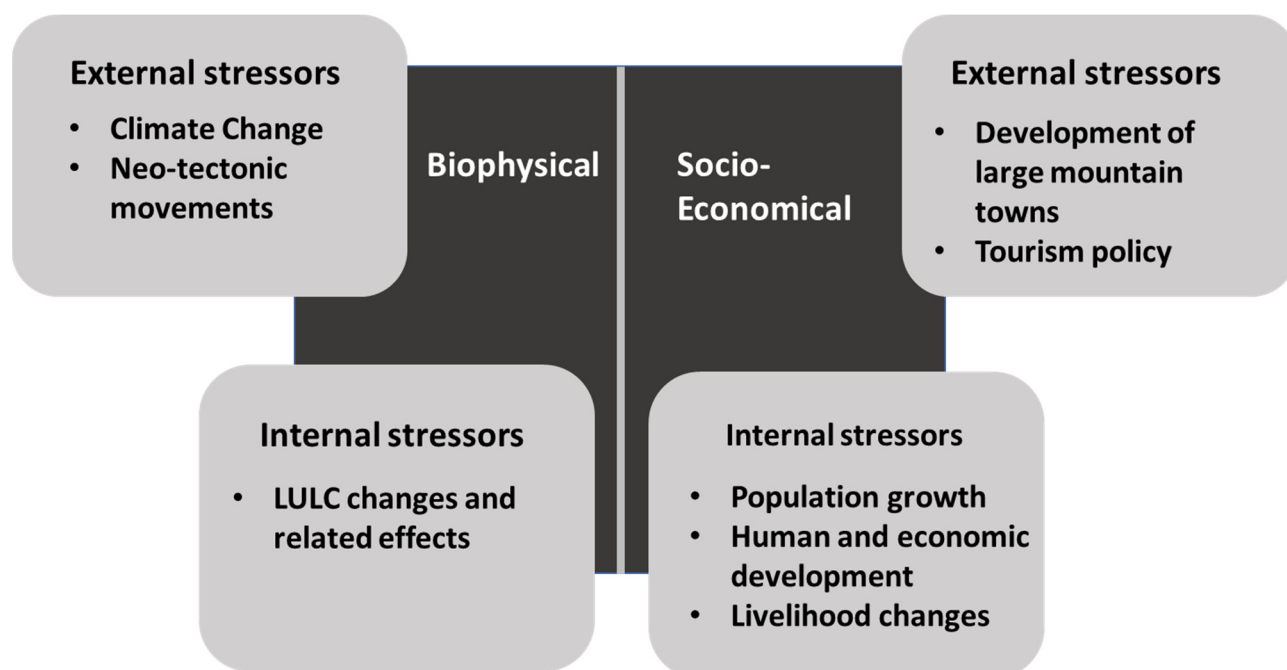 External stressors
• Climate Change
• Neo-tectonic
movements
Biophysical
Socio-
Economical
External stressors
• Development of
large mountain
towns
• Tourism policy
Internal stressors
• LULC changes and
related effects
Internal stressors
• Population growth
• Human and economic
development
• Livelihood changes